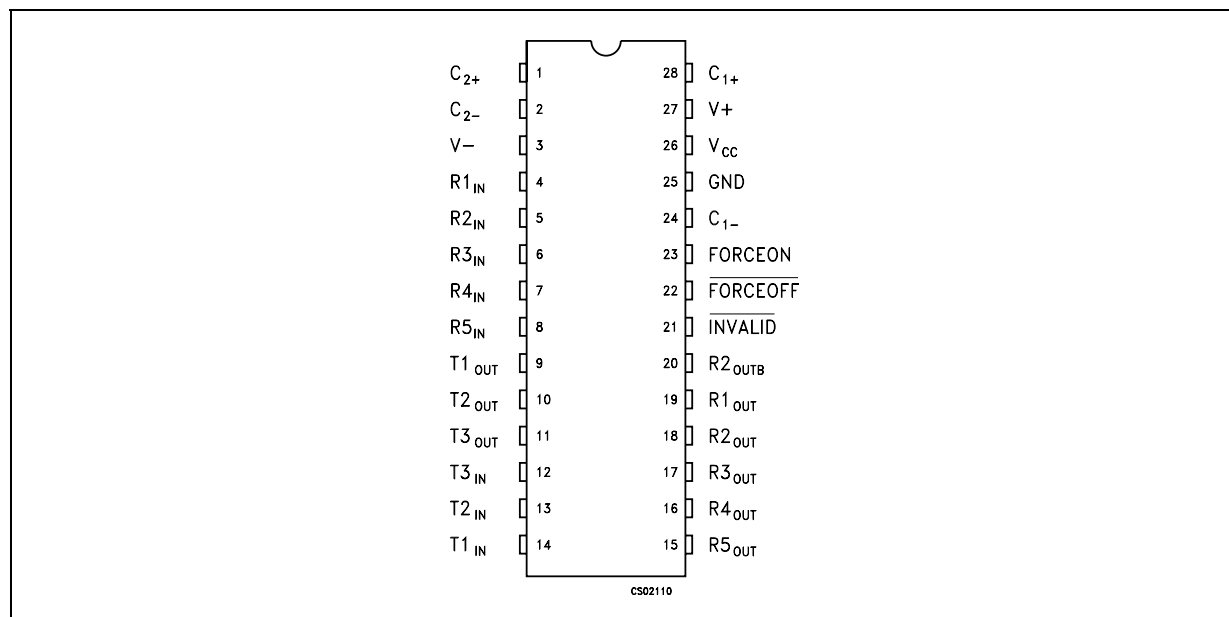 C2+ 1 28 C1+
C2- 2 27 V+
V- 3 26 VCC
R1IN 4 25 GND
R2IN 5 24 C1-
R3IN 6 23 FORCEON
R4IN 7 22 FORCEOFF
R5IN 8 21 INVALID
T1OUT 9 20 R2OUTB
T2OUT 10 19 R1OUT
T3OUT 11 18 R2OUT
T3IN 12 17 R3OUT
T2IN 13 16 R4OUT
T1IN 14 15 R5OUT
CS02110